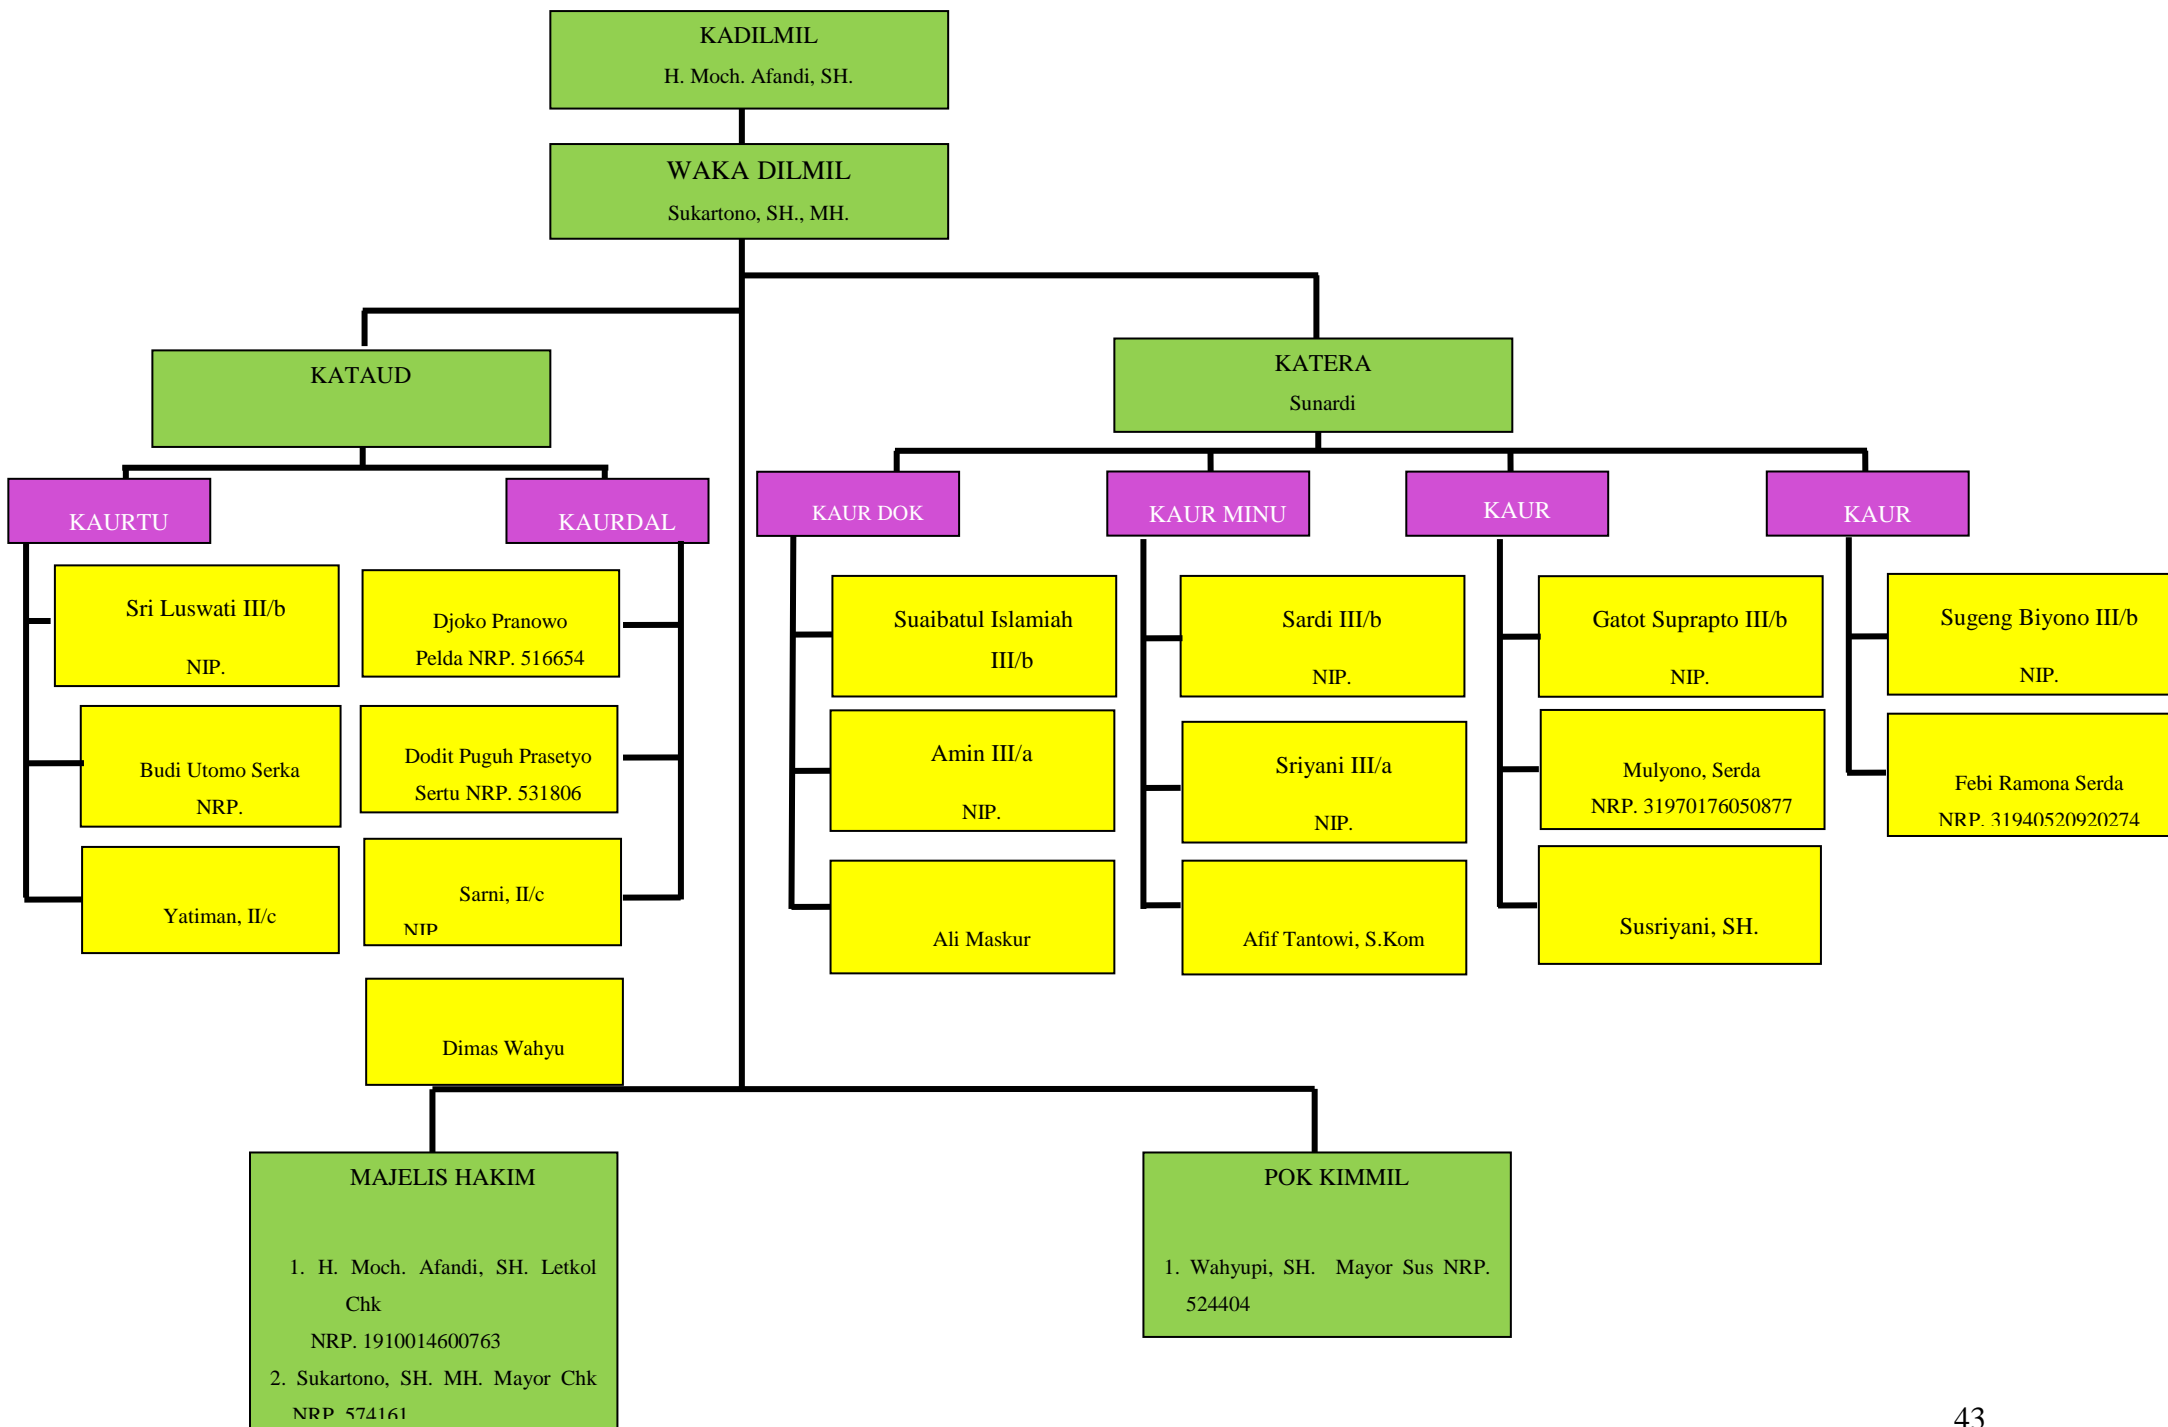 KADILMIL
H. Moch. Afandi, SH.
WAKA DILMIL
Sukartono, SH., MH.
KATAUD
KATERA
Sunardi
KAURTU
KAURDAL
KAUR DOK
KAUR MINU
KAUR
KAUR
Sri Luswati III/b
NIP.
Budi Utomo Serka
NRP.
Yatiman, II/c
Djoko Pranowo
Pelda NRP. 516654
Dodit Puguh Prasetyo
Sertu NRP. 531806
Sarni, II/c
NIP
Dimas Wahyu
Suaibatul Islamiah
III/b
Amin III/a
NIP.
Ali Maskur
Sardi III/b
NIP.
Sriyani III/a
NIP.
Afif Tantowi, S.Kom
Gatot Suprapto III/b
NIP.
Mulyono, Serda
NRP. 31970176050877
Susriyani, SH.
Sugeng Biyono III/b
NIP.
Febi Ramona Serda
NRP. 31940520920274
MAJELIS HAKIM
1. H. Moch. Afandi, SH. Letkol
Chk
NRP. 1910014600763
2. Sukartono, SH. MH. Mayor Chk
NRP. 574161
POK KIMMIL
1. Wahyupi, SH. Mayor Sus NRP.
524404
43